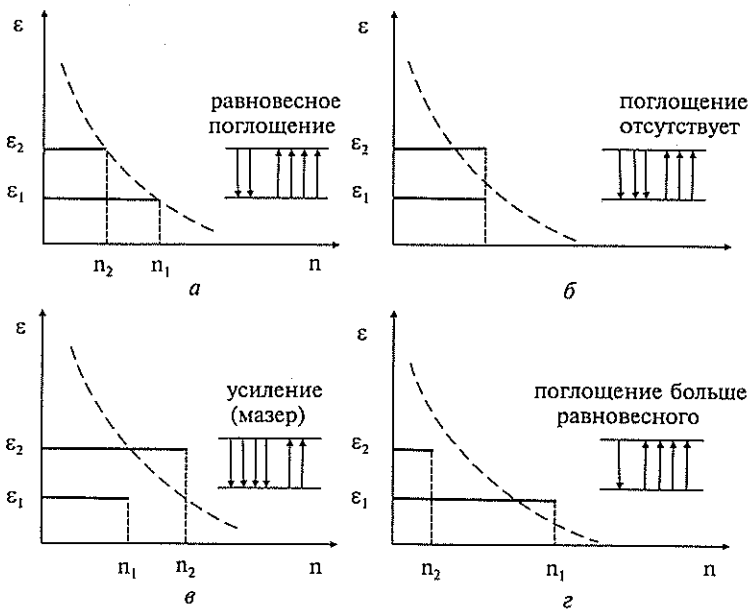 ε
равновесное
поглощение
ε₂
ε₁
n₂
n₁
n
а
ε
поглощение
отсутствует
ε₂
ε₁
n
б
ε
усиление
(мазер)
ε₂
ε₁
n₁
n₂
n
в
ε
поглощение больше
равновесного
ε₂
ε₁
n₂
n₁
n
г